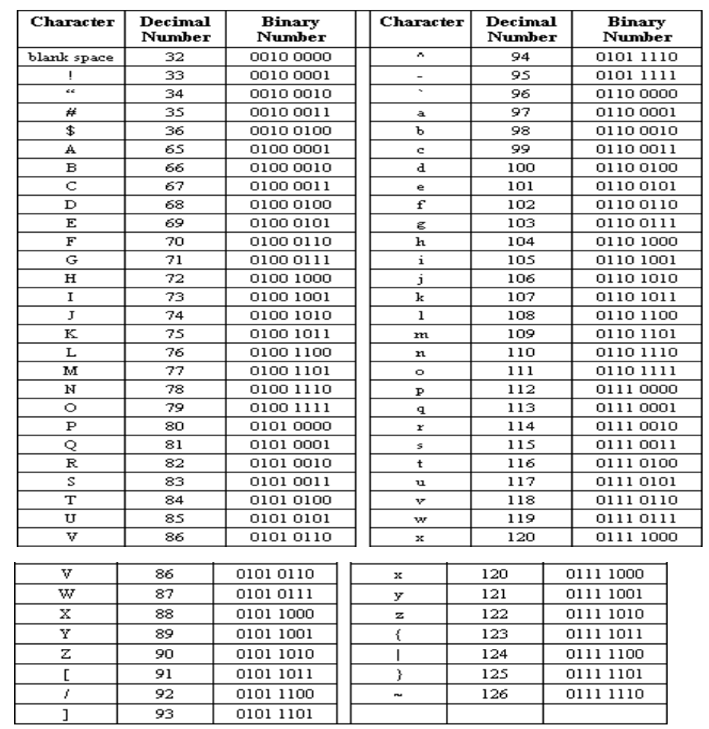 Character Decimal Number Binary Number Character Decimal Number Binary Number
blank space 32 0010 0000 ^ 94 0101 1110
! 33 0010 0001 - 95 0101 1111
“ 34 0010 0010 ` 96 0110 0000
# 35 0010 0011 a 97 0110 0001
$ 36 0010 0100 b 98 0110 0010
A 65 0100 0001 c 99 0110 0011
B 66 0100 0010 d 100 0110 0100
C 67 0100 0011 e 101 0110 0101
D 68 0100 0100 f 102 0110 0110
E 69 0100 0101 g 103 0110 0111
F 70 0100 0110 h 104 0110 1000
G 71 0100 0111 i 105 0110 1001
H 72 0100 1000 j 106 0110 1010
I 73 0100 1001 k 107 0110 1011
J 74 0100 1010 l 108 0110 1100
K 75 0100 1011 m 109 0110 1101
L 76 0100 1100 n 110 0110 1110
M 77 0100 1101 o 111 0110 1111
N 78 0100 1110 p 112 0111 0000
O 79 0100 1111 q 113 0111 0001
P 80 0101 0000 r 114 0111 0010
Q 81 0101 0001 s 115 0111 0011
R 82 0101 0010 t 116 0111 0100
S 83 0101 0011 u 117 0111 0101
T 84 0101 0100 v 118 0111 0110
U 85 0101 0101 w 119 0111 0111
V 86 0101 0110 x 120 0111 1000
V 86 0101 0110 x 120 0111 1000
W 87 0101 0111 y 121 0111 1001
X 88 0101 1000 z 122 0111 1010
Y 89 0101 1001 { 123 0111 1011
Z 90 0101 1010 | 124 0111 1100
[ 91 0101 1011 } 125 0111 1101
/ 92 0101 1100 ~ 126 0111 1110
] 93 0101 1101